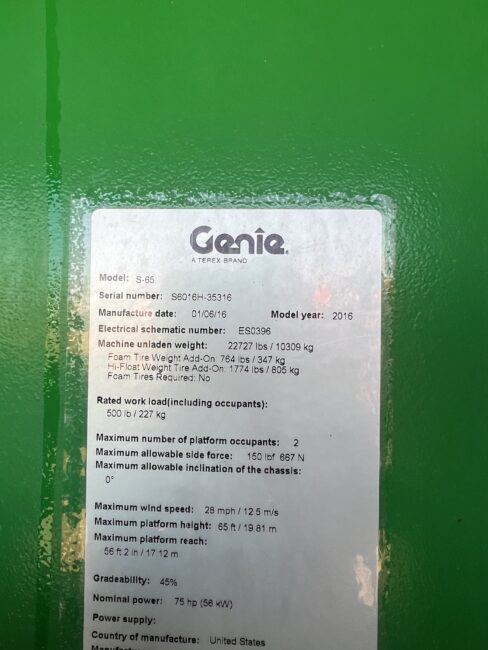 Genie
A TEREX BRAND
Model: S-65
Serial number: S6016H-35316
Manufacture date: 01/06/16 Model year: 2016
Electrical schematic number: ES0396
Machine unladen weight: 22727 lbs / 10309 kg
Foam Tire Weight Add-On: 764 lbs / 347 kg
Hi-Float Weight Tire Add-On: 1774 lbs / 805 kg
Foam Tires Required: No
Rated work load(including occupants):
500 lb / 227 kg
Maximum number of platform occupants: 2
Maximum allowable side force: 150 lbf 667 N
Maximum allowable inclination of the chassis:
0°
Maximum wind speed: 28 mph / 12.5 m/s
Maximum platform height: 65 ft / 19.81 m
Maximum platform reach:
56 ft 2 in / 17.12 m
Gradeability: 45%
Nominal power: 75 hp (56 kW)
Power supply:
Country of manufacture: United States